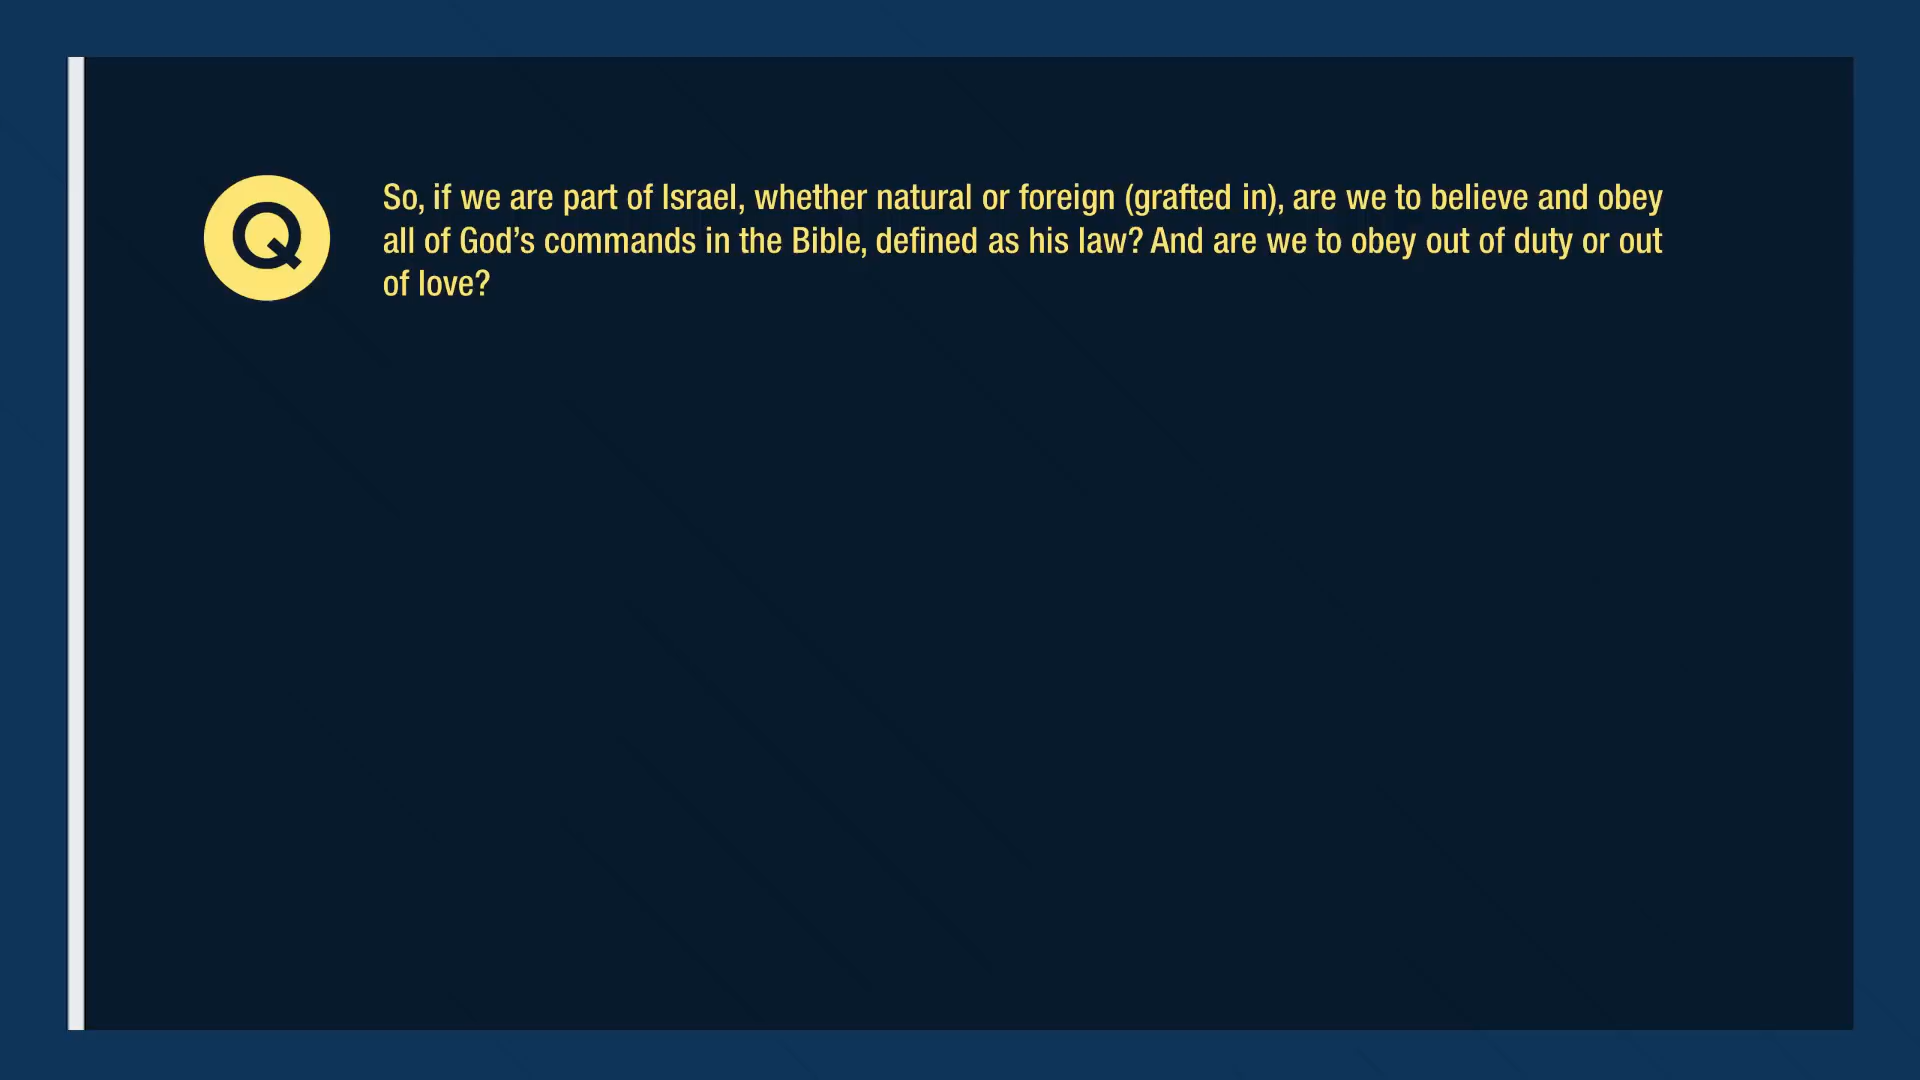 Q
So, if we are part of Israel, whether natural or foreign (grafted in), are we to believe and obey
all of God’s commands in the Bible, defined as his law? And are we to obey out of duty or out
of love?